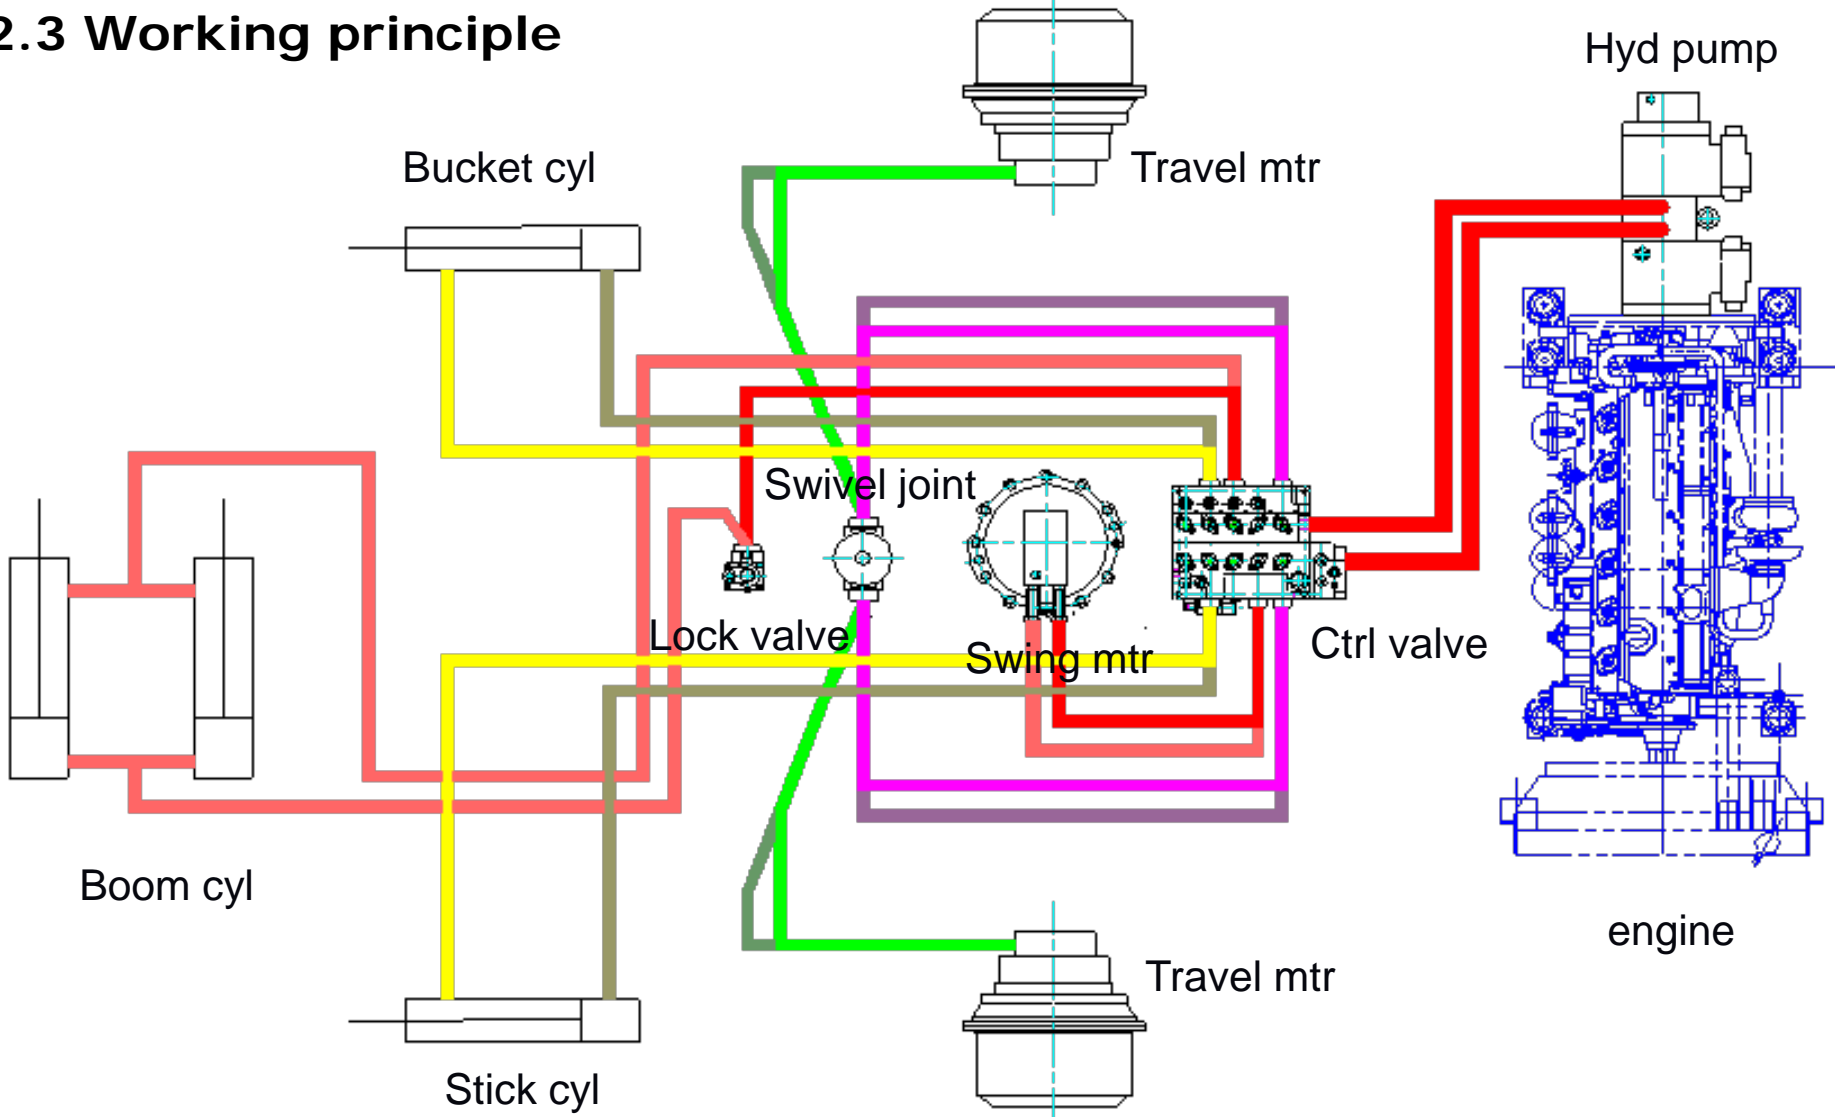 2.3 Working principle
Hyd pump
Bucket cyl
Travel mtr
Swivel joint
Lock valve
Swing mtr
Ctrl valve
Boom cyl
engine
Travel mtr
Stick cyl